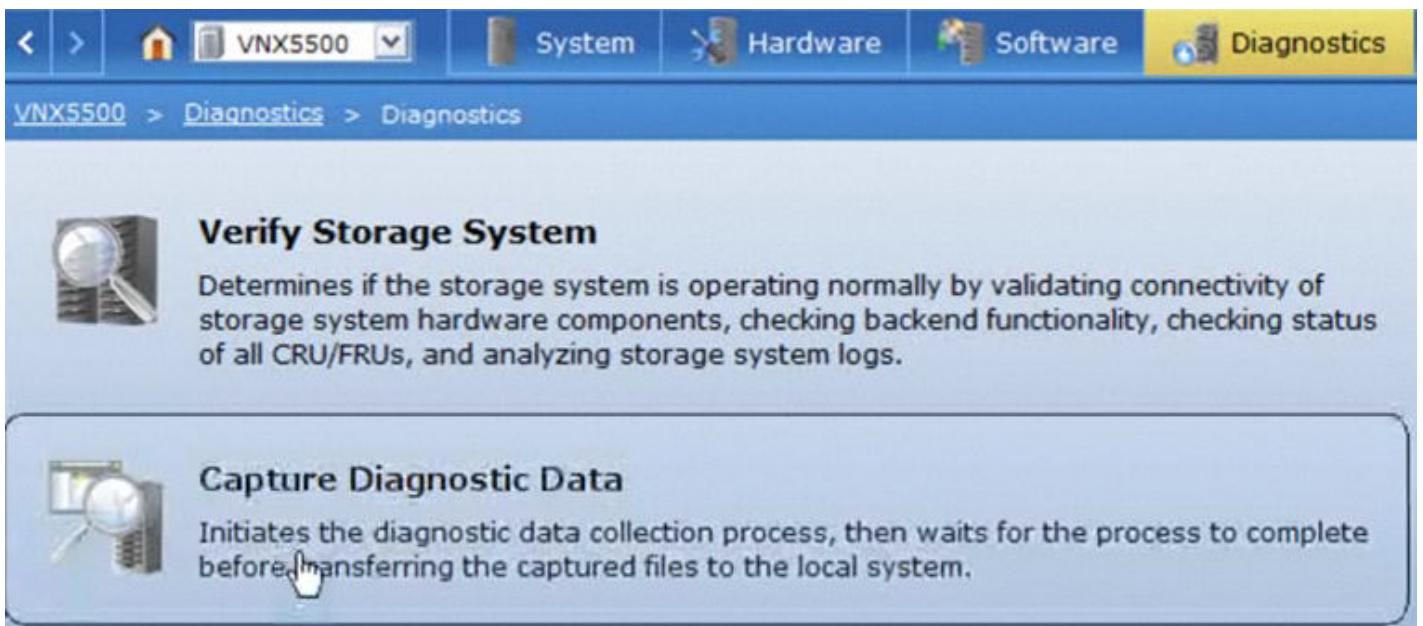 < > VNX5500 System Hardware Software Diagnostics
VNX5500 > Diagnostics > Diagnostics
Verify Storage System
Determines if the storage system is operating normally by validating connectivity of
storage system hardware components, checking backend functionality, checking status
of all CRU/FRUs, and analyzing storage system logs.
Capture Diagnostic Data
Initiates the diagnostic data collection process, then waits for the process to complete
before transferring the captured files to the local system.